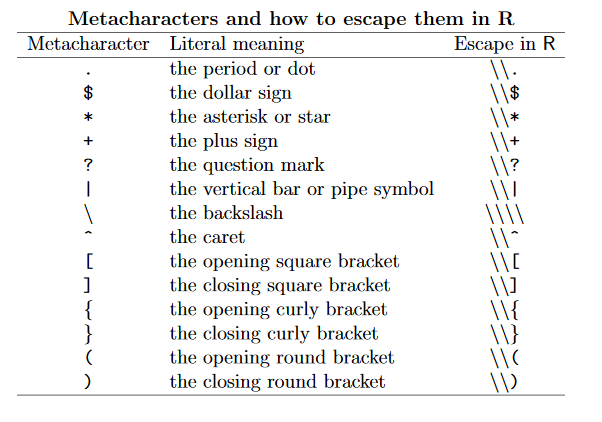 Metacharacters and how to escape them in R
Metacharacter Literal meaning Escape in R
. the period or dot \\.
$ the dollar sign \\$
* the asterisk or star \\*
+ the plus sign \\+
? the question mark \\?
| the vertical bar or pipe symbol \\|
\ the backslash \\\\
^ the caret \\^
[ the opening square bracket \\[
] the closing square bracket \\]
{ the opening curly bracket \\{
} the closing curly bracket \\}
( the opening round bracket \\(
) the closing round bracket \\)